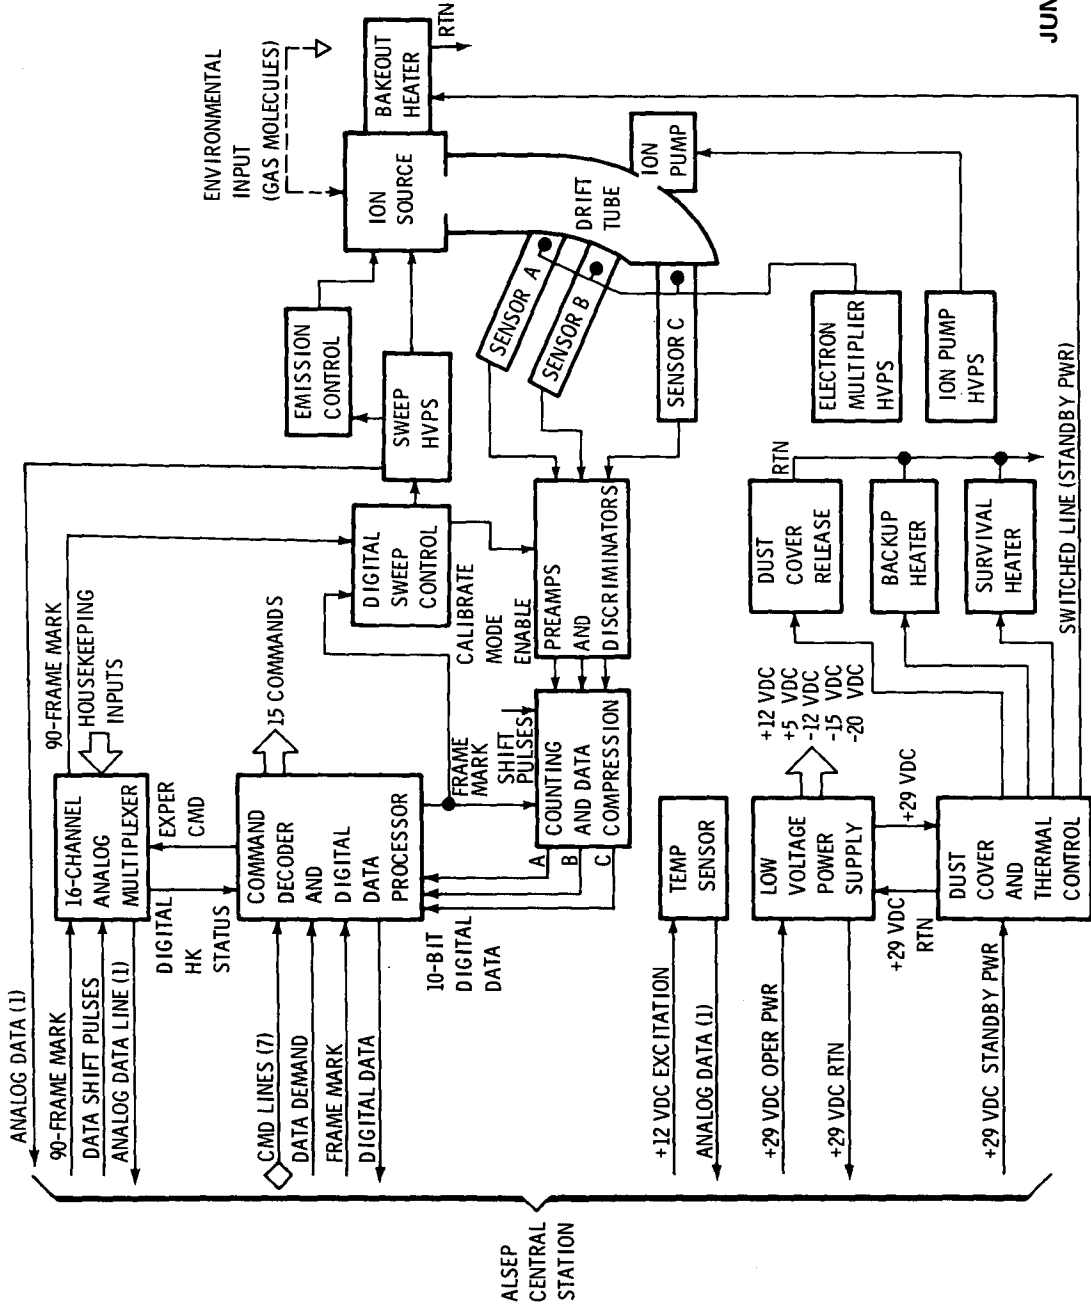 ALSEP
CENTRAL
STATION
ANALOG DATA (1)
90-FRAME MARK
DATA SHIFT PULSES
ANALOG DATA LINE (1)
CMD LINES (7)
DATA DEMAND
FRAME MARK
DIGITAL DATA
+12 VDC EXCITATION
ANALOG DATA (1)
+29 VDC OPER PWR
+29 VDC RTN
+29 VDC STANDBY PWR
16-CHANNEL
ANALOG
MULTIPLEXER
90-FRAME MARK
HOUSEKEEPING
INPUTS
DIGITAL
HK
STATUS
EXPER
CMD
COMMAND
DECODER
AND
DIGITAL
DATA
PROCESSOR
15 COMMANDS
10-BIT
DIGITAL
DATA
FRAME
MARK
SHIFT
PULSES
A
B
C
COUNTING
AND DATA
COMPRESSION
CALIBRATE
MODE
ENABLE
PREAMPS
AND
DISCRIMINATORS
DIGITAL
SWEEP
CONTROL
SWEEP
HVPS
EMISSION
CONTROL
ENVIRONMENTAL
INPUT
(GAS MOLECULES)
ION
SOURCE
BAKEOUT
HEATER
RTN
DRIFT
TUBE
ION
PUMP
SENSOR A
SENSOR B
SENSOR C
ELECTRON
MULTIPLIER
HVPS
ION PUMP
HVPS
TEMP
SENSOR
LOW
VOLTAGE
POWER
SUPPLY
+12 VDC
+5 VDC
-12 VDC
-15 VDC
-20 VDC
+29 VDC
RTN
+29 VDC
DUST
COVER
AND
THERMAL
CONTROL
DUST
COVER
RELEASE
RTN
BACKUP
HEATER
SURVIVAL
HEATER
SWITCHED LINE (STANDBY PWR)
JUN